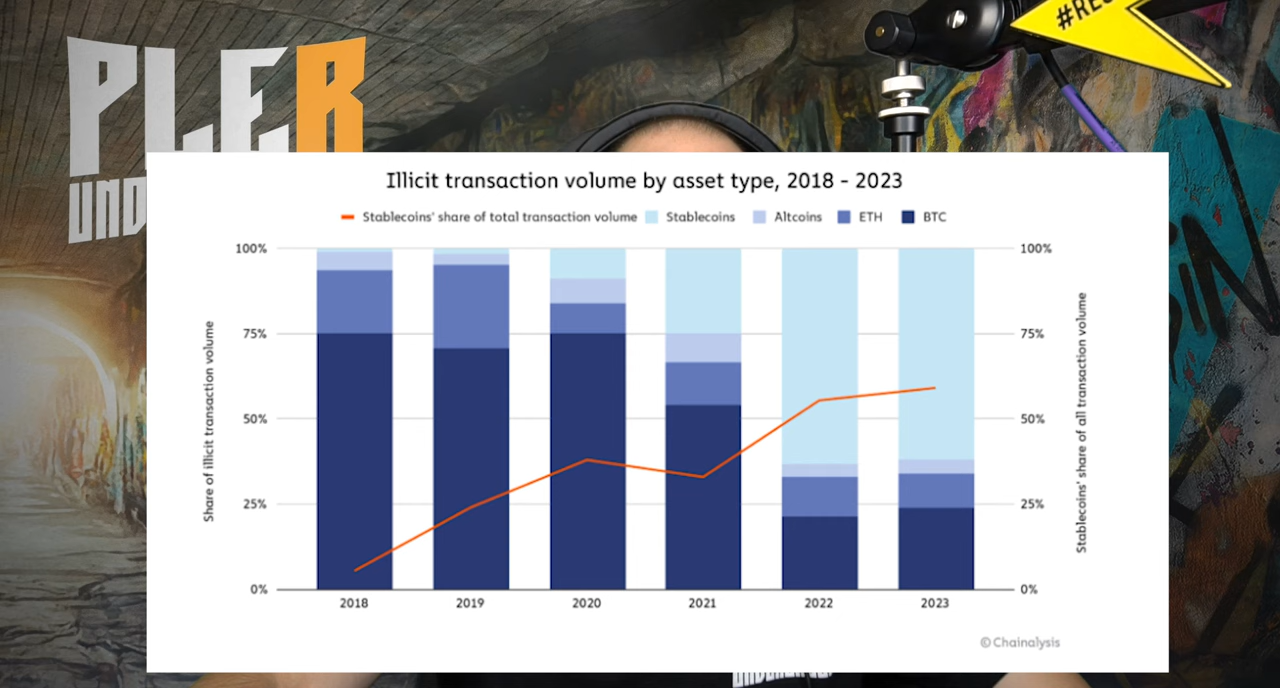 PLER
UND
Illicit transaction volume by asset type, 2018 - 2023
Stablecoins' share of total transaction volume Stablecoins Altcoins ETH BTC
100% 100%
75% 75%
50% 50%
25% 25%
0% 0%
Share of illicit transaction volume
Stablecoins' share of all transaction volume
2018 2019 2020 2021 2022 2023
© Chainalysis